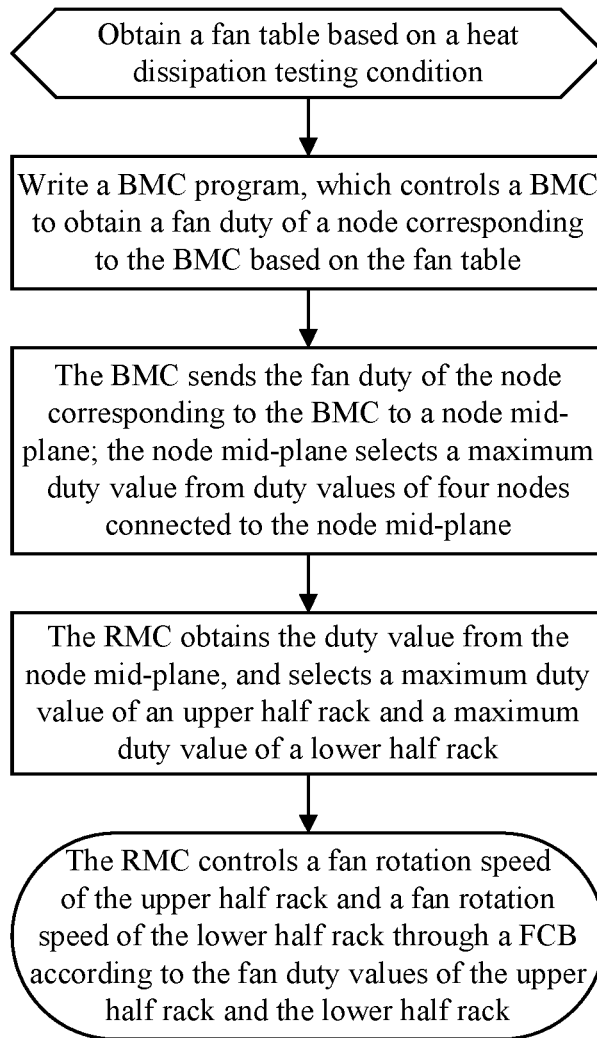 Obtain a fan table based on a heat
dissipation testing condition
Write a BMC program, which controls a BMC
to obtain a fan duty of a node corresponding
to the BMC based on the fan table
The BMC sends the fan duty of the node
corresponding to the BMC to a node mid-
plane; the node mid-plane selects a maximum
duty value from duty values of four nodes
connected to the node mid-plane
The RMC obtains the duty value from the
node mid-plane, and selects a maximum duty
value of an upper half rack and a maximum
duty value of a lower half rack
The RMC controls a fan rotation speed
of the upper half rack and a fan rotation
speed of the lower half rack through a FCB
according to the fan duty values of the upper
half rack and the lower half rack